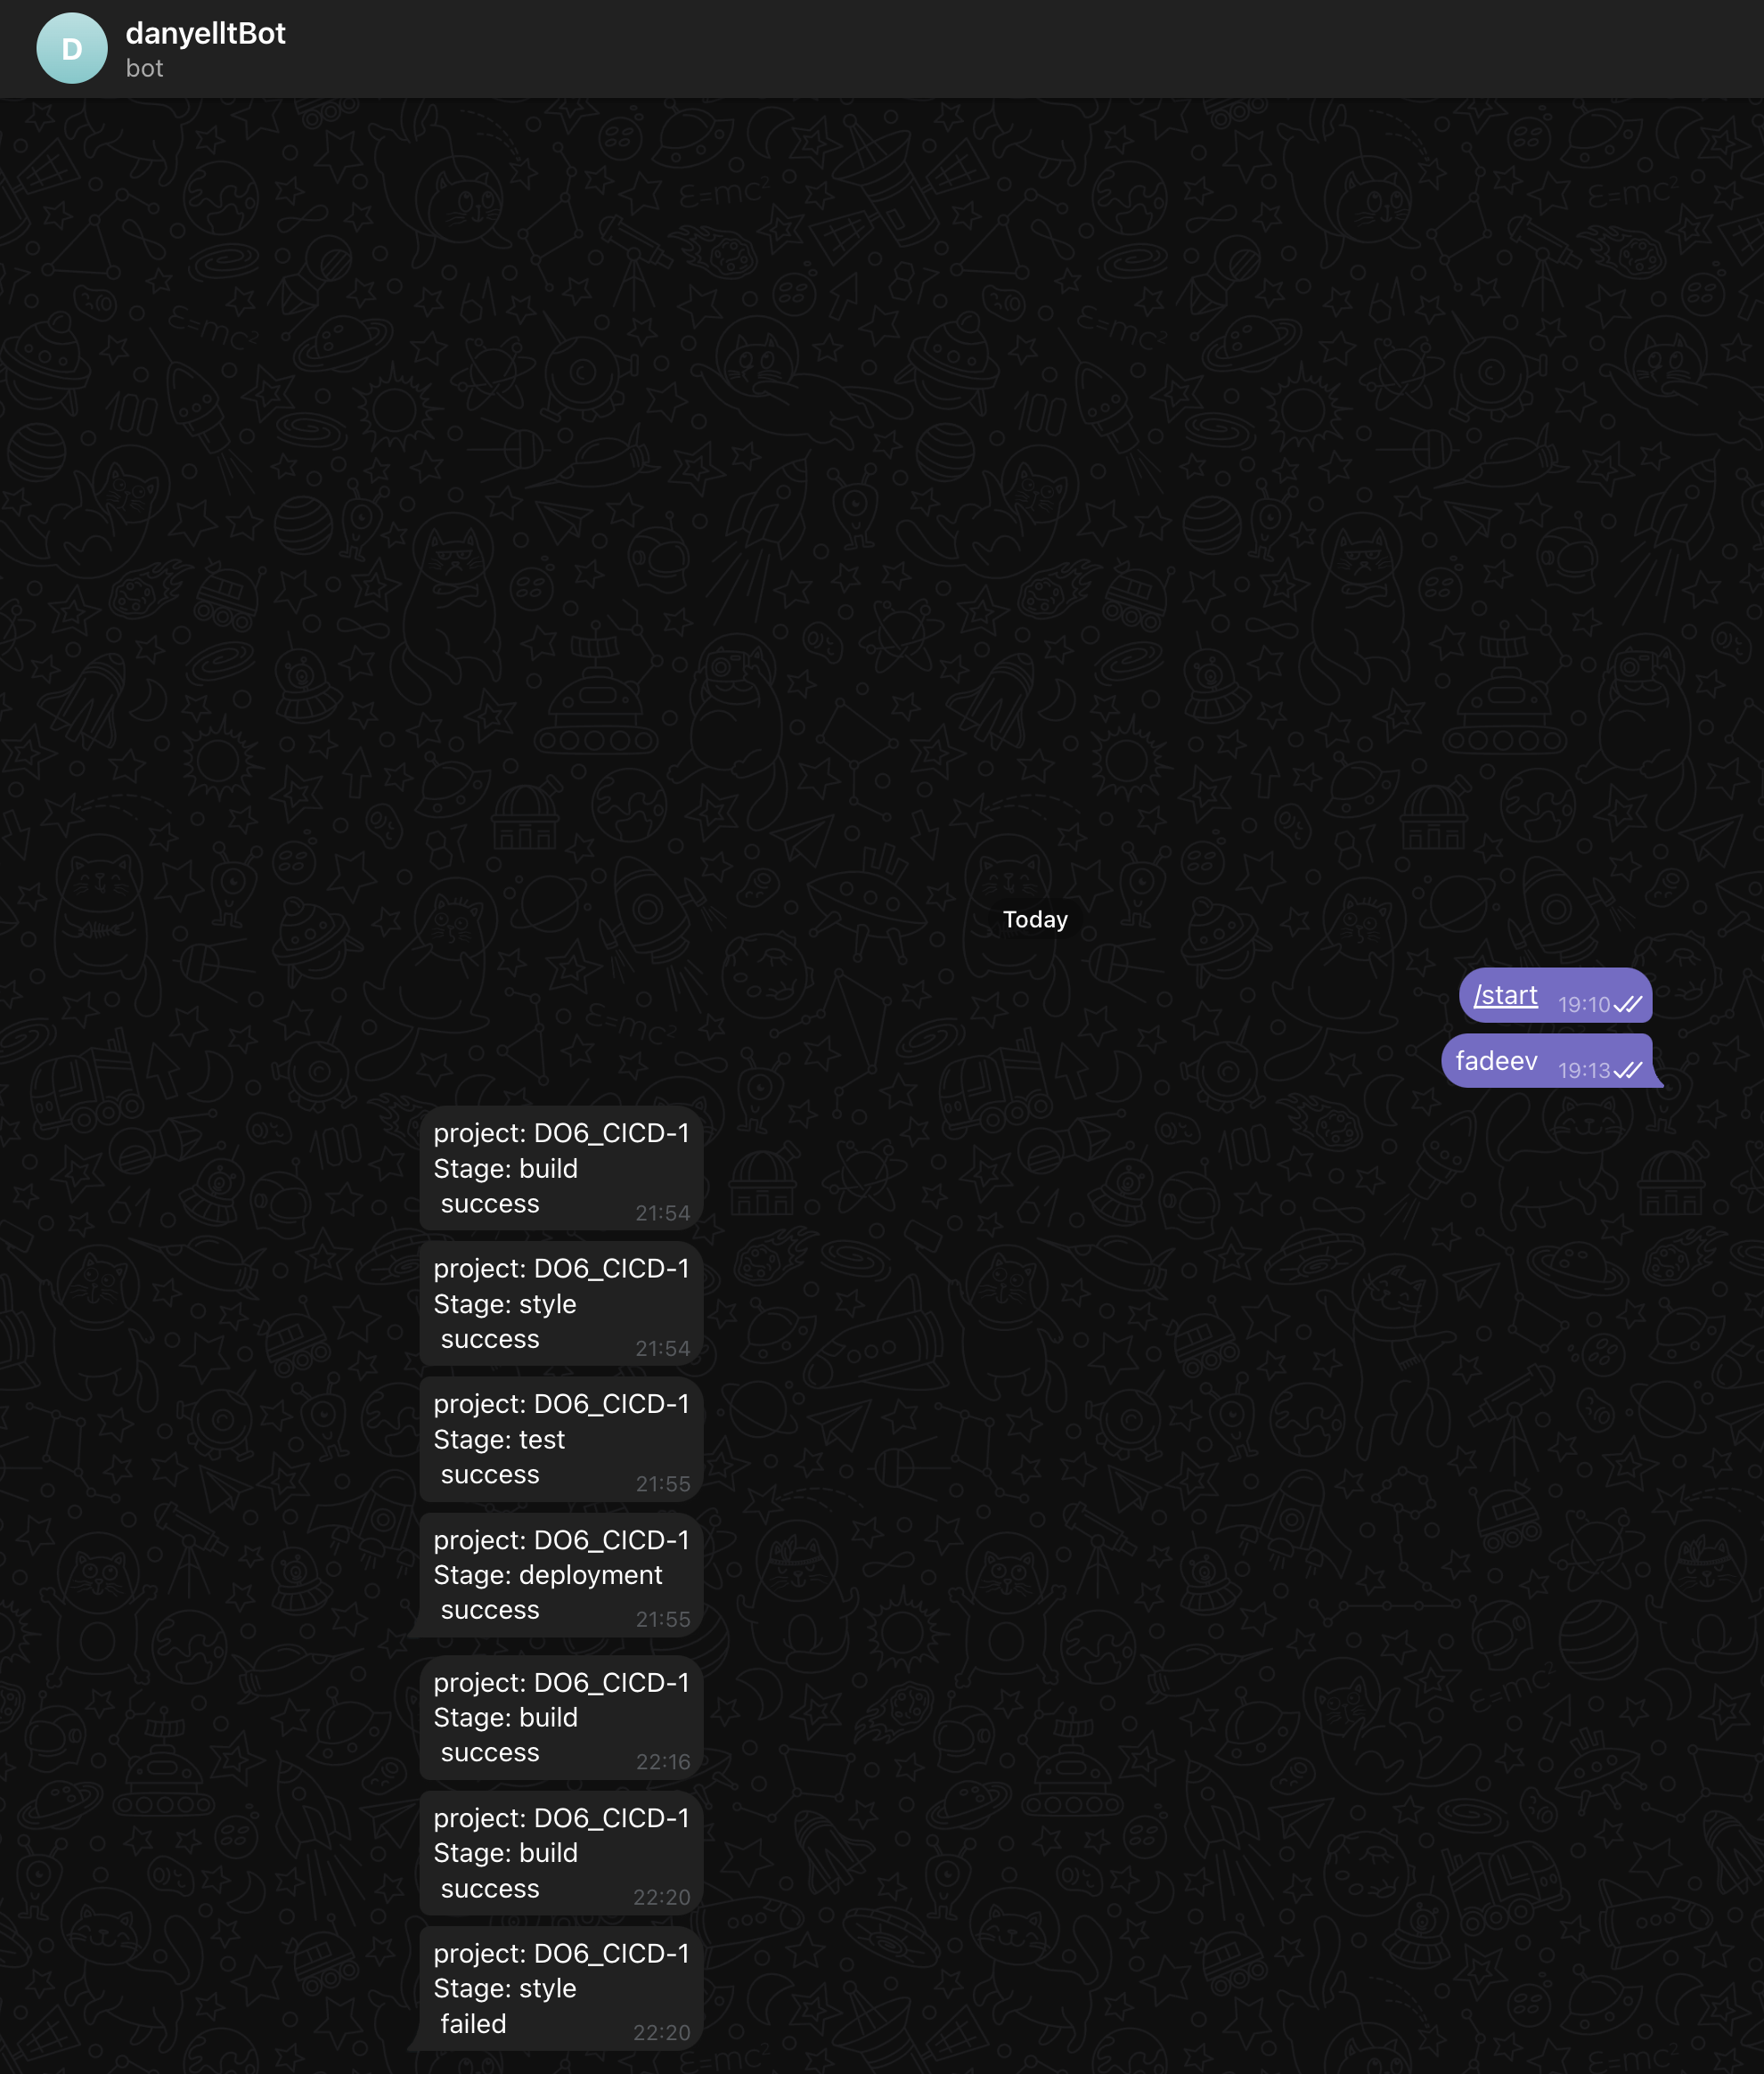 D
danyelltBot
bot
Today
/start 19:10
fadeev 19:13
project: DO6_CICD-1
Stage: build
success 21:54
project: DO6_CICD-1
Stage: style
success 21:54
project: DO6_CICD-1
Stage: test
success 21:55
project: DO6_CICD-1
Stage: deployment
success 21:55
project: DO6_CICD-1
Stage: build
success 22:16
project: DO6_CICD-1
Stage: build
success 22:20
project: DO6_CICD-1
Stage: style
failed 22:20